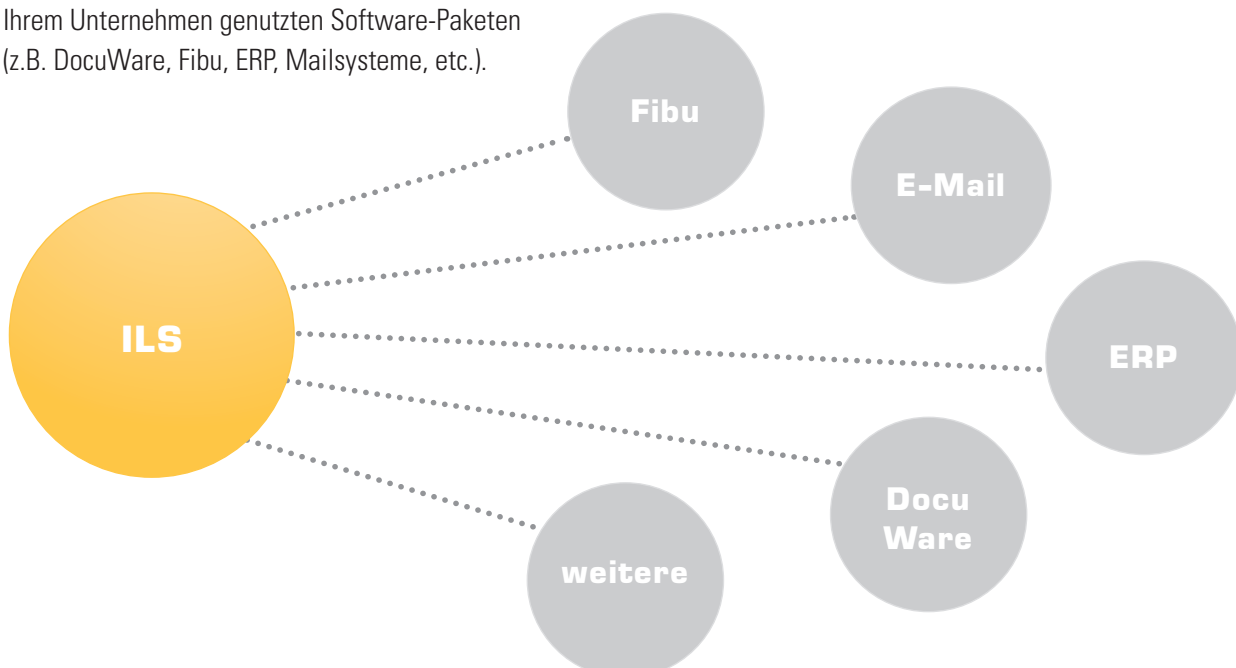 Ihrem Unternehmen genutzten Software-Paketen
(z.B. DocuWare, Fibu, ERP, Mailsysteme, etc.).
Fibu
E-Mail
ILS
ERP
Docu
Ware
weitere